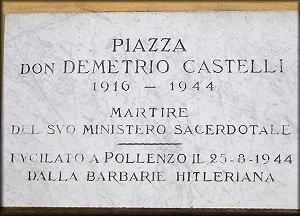 PIAZZA
DON DEMETRIO CASTELLI
1916 - 1944
MARTIRE
DEL SVO MINISTERO SACERDOTALE
FVCILATO A POLLENZO IL 25-8-1944
DALLA BARBARIE HITLERIANA